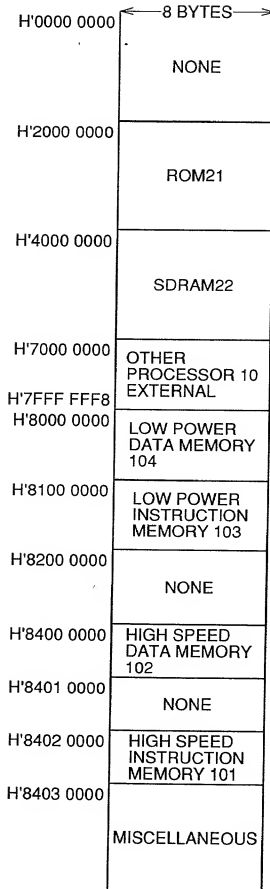 8 BYTES
H'0000 0000
NONE
H'2000 0000
ROM21
H'4000 0000
SDRAM22
H'7000 0000
OTHER
PROCESSOR 10
EXTERNAL
H'7FFF FFF8
H'8000 0000
LOW POWER
DATA MEMORY
104
H'8100 0000
LOW POWER
INSTRUCTION
MEMORY 103
H'8200 0000
NONE
H'8400 0000
HIGH SPEED
DATA MEMORY
102
H'8401 0000
NONE
H'8402 0000
HIGH SPEED
INSTRUCTION
MEMORY 101
H'8403 0000
MISCELLANEOUS